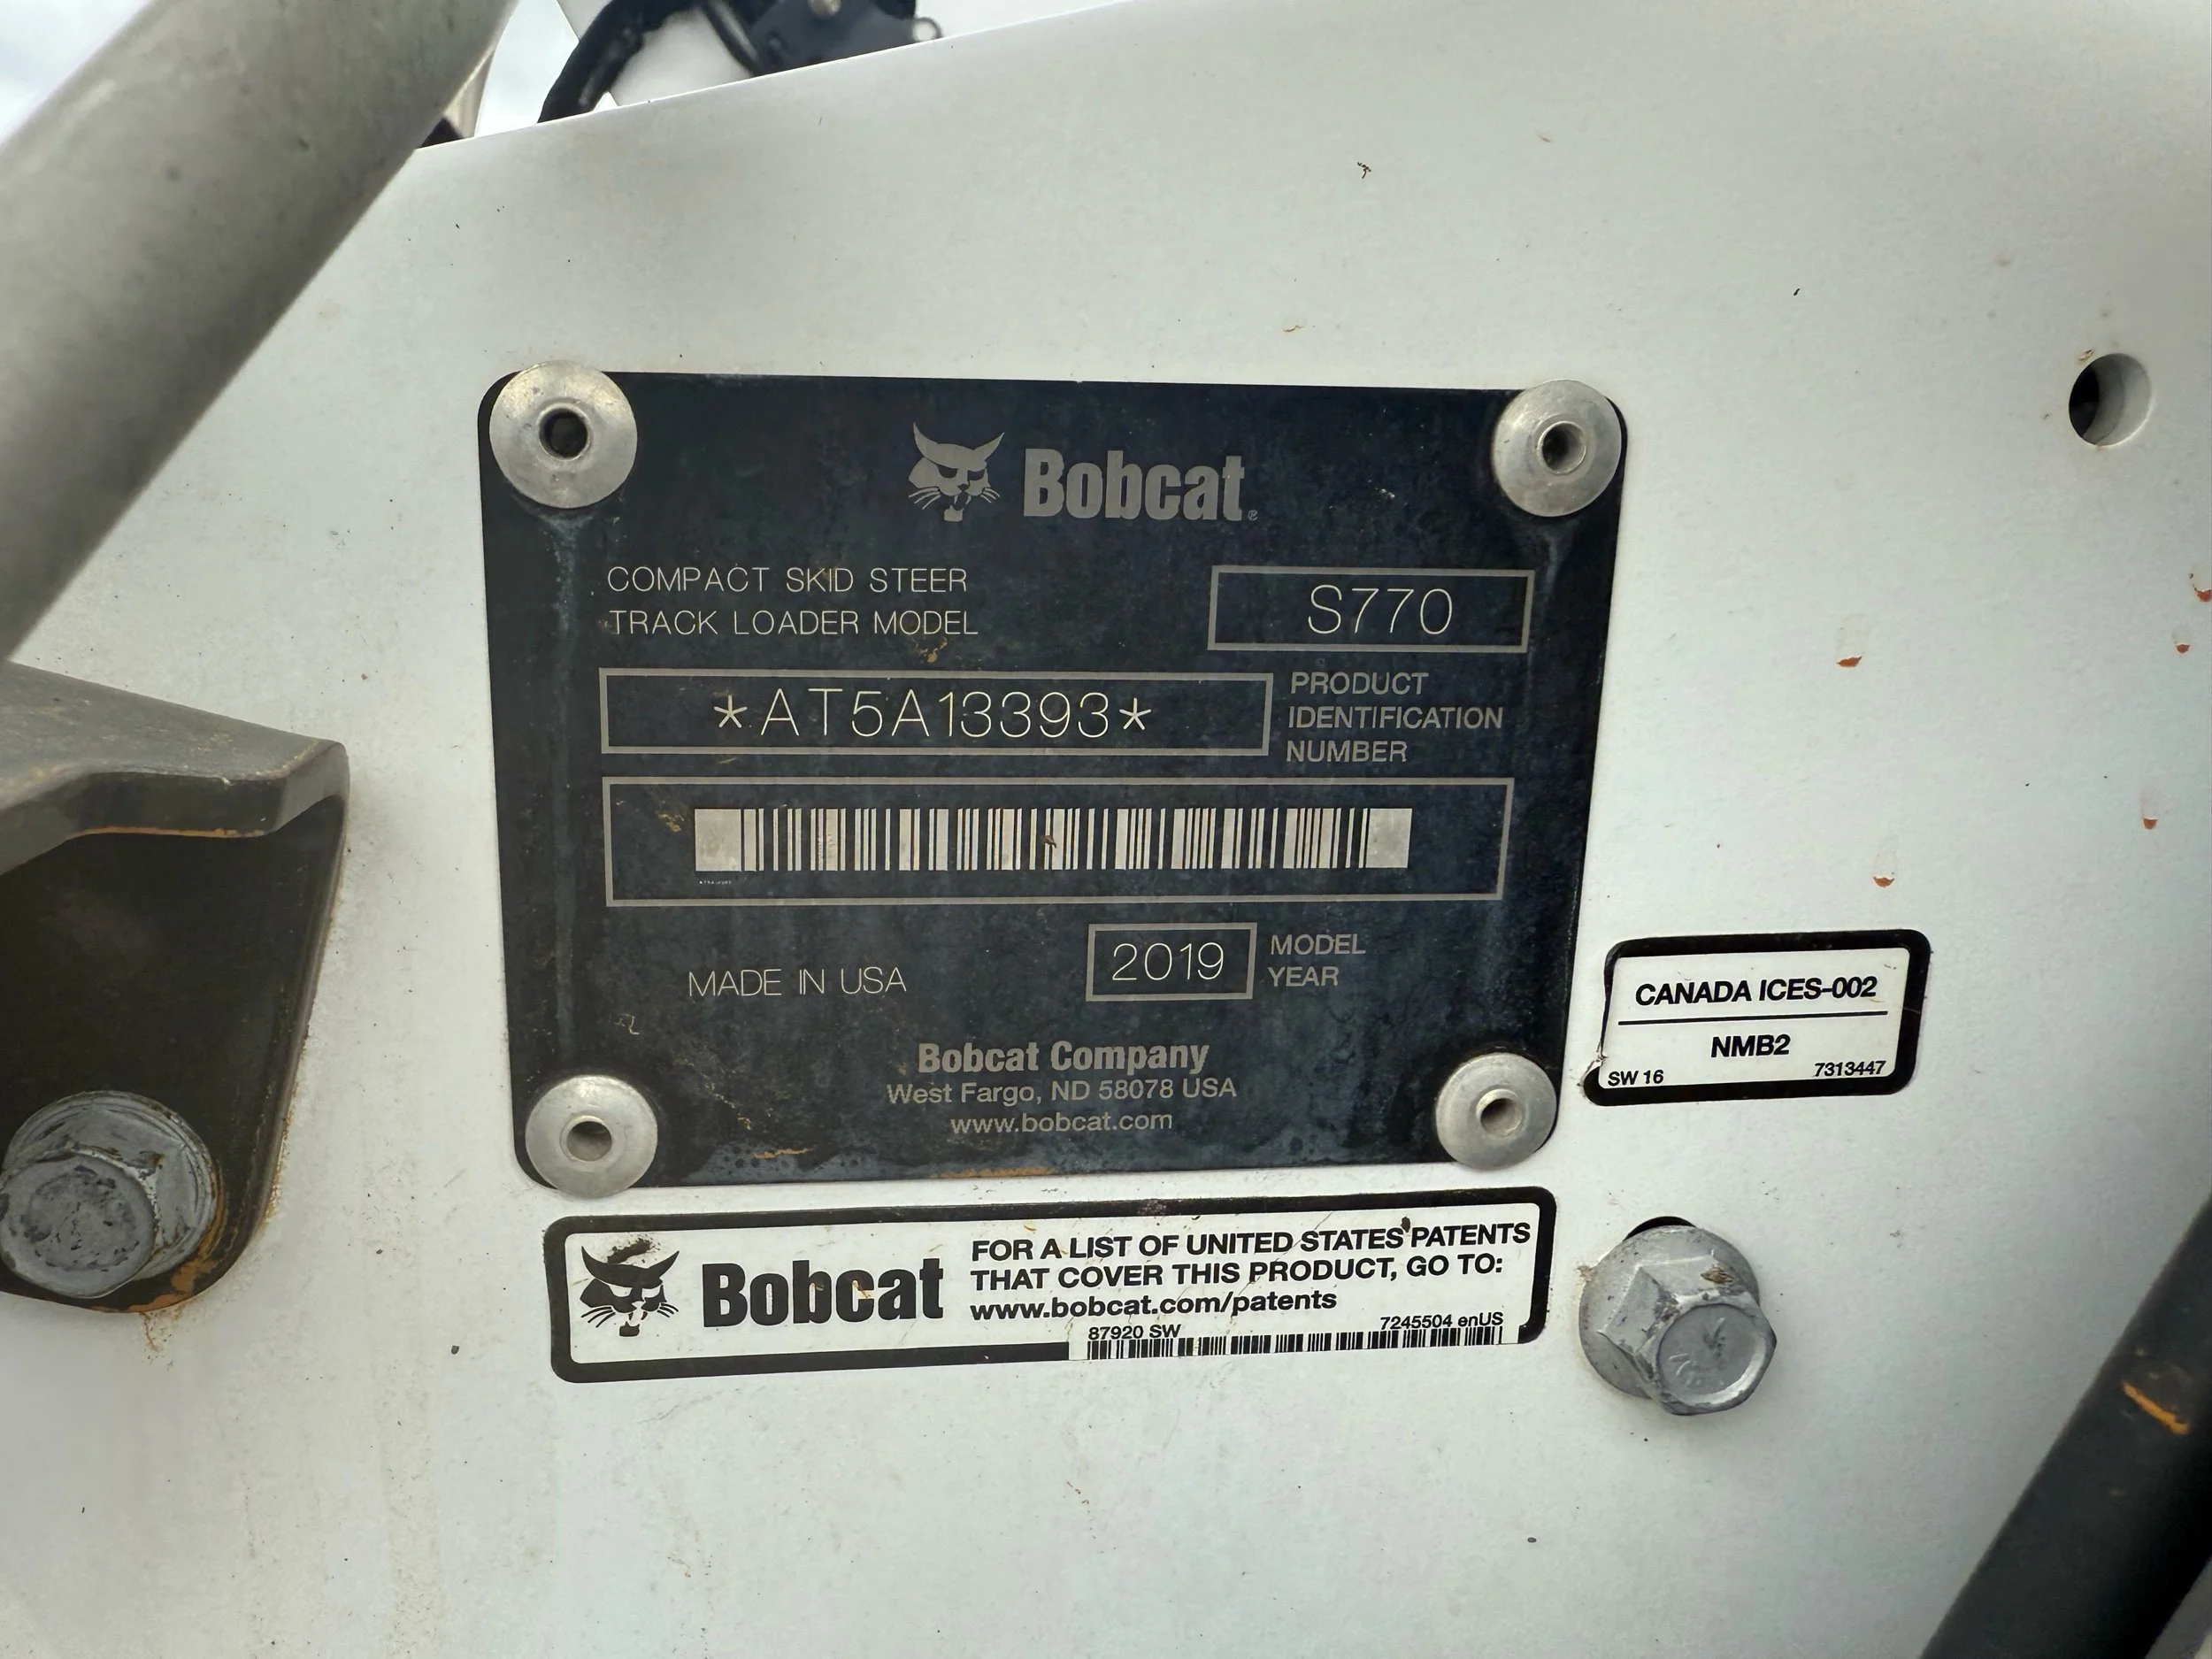 Bobcat®
COMPACT SKID STEER
TRACK LOADER MODEL
S770
*AT5A13393*
PRODUCT
IDENTIFICATION
NUMBER
MADE IN USA
2019
MODEL
YEAR
Bobcat Company
West Fargo, ND 58078 USA
www.bobcat.com
CANADA ICES-002
NMB2
SW 16
7313447
Bobcat
FOR A LIST OF UNITED STATES PATENTS
THAT COVER THIS PRODUCT, GO TO:
www.bobcat.com/patents
87920 SW
7245504 enUS